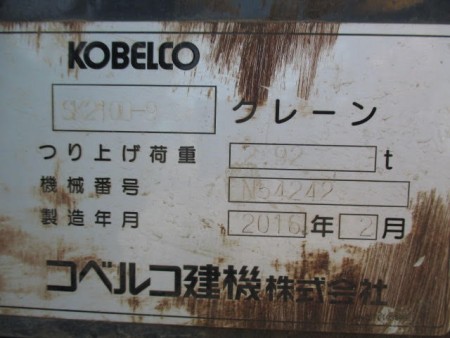 KOBELCO
SK210D-9 クレーン
つり上げ荷重 2.92 t
機械番号 N54242
製造年月 2016年 2月
コベルコ建機株式会社